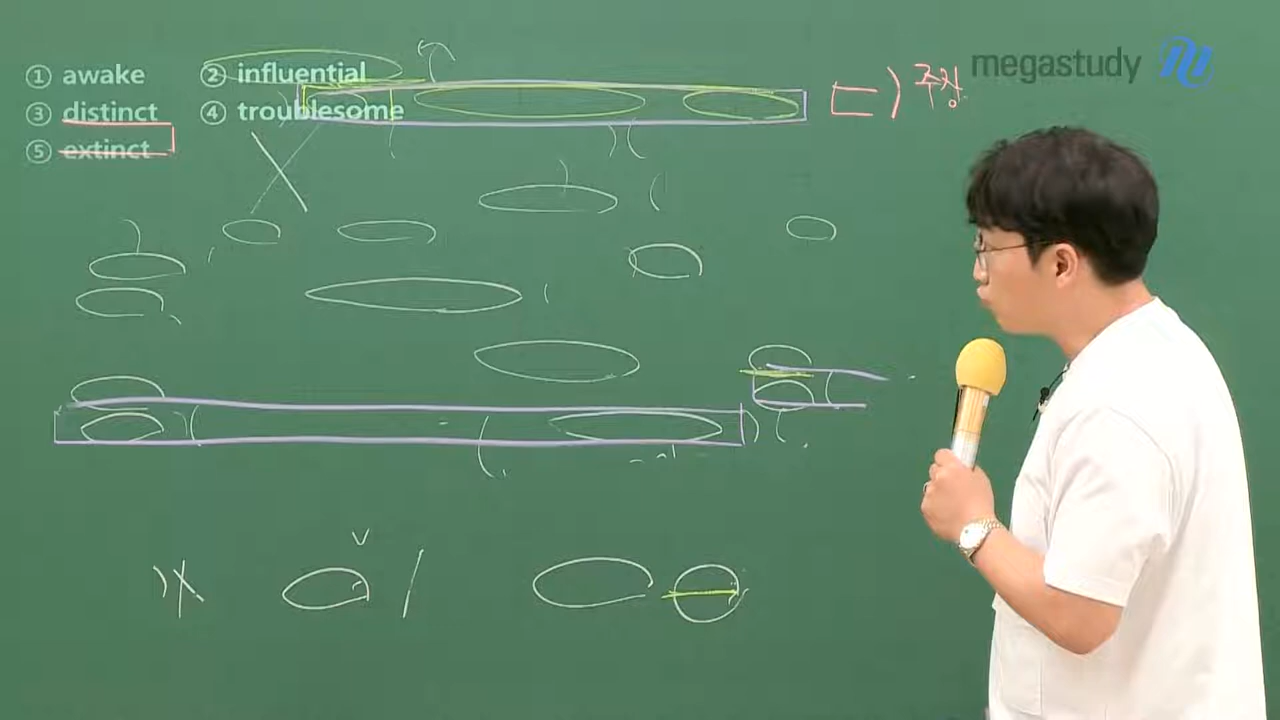 ① awake ② influential megastudy
③ distinct ④ troublesome 주장
⑤ extinct